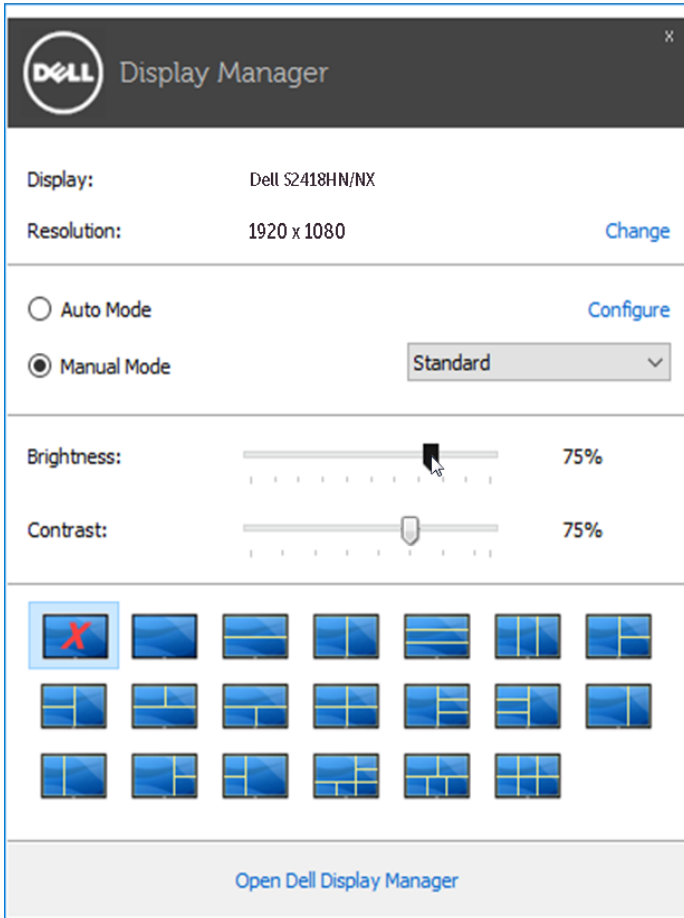 x
DELL Display Manager
Display: Dell S2418HN/NX
Resolution: 1920 x 1080 Change
Auto Mode Configure
Manual Mode Standard
Brightness: 75%
Contrast: 75%
X
Open Dell Display Manager